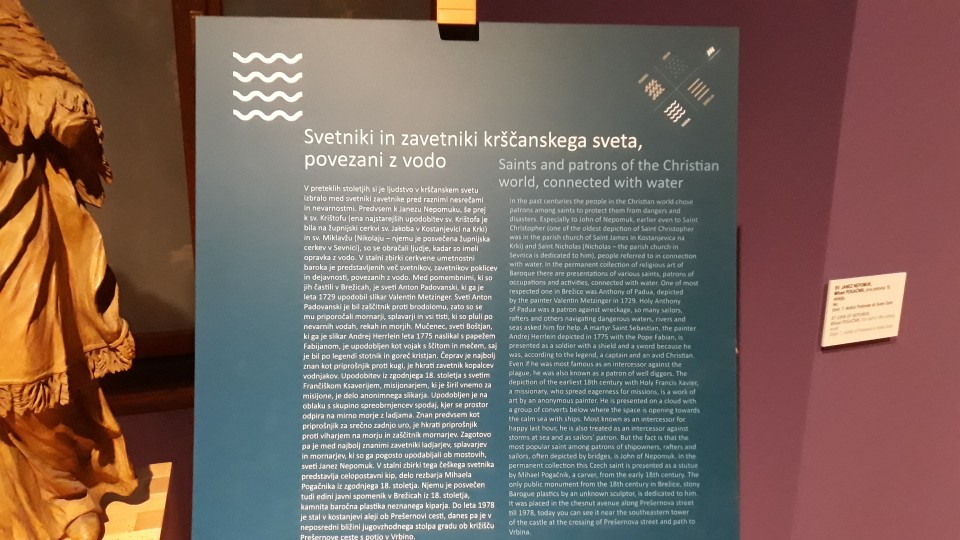 Svetniki in zavetniki krščanskega sveta,
povezani z vodo
Saints and patrons of the Christian
world, connected with water
V preteklih stoletjih si je ljudstvo v krščanskem svetu
izbralo med svetniki zavetnike pred raznimi nesrečami
in nevarnostmi. Predvsem k Janezu Nepomuku, še prej
k sv. Krištofu (ena najstarejših upodobitev sv. Krištofa je
bila na župnijski cerkvi sv. Jakoba v Kostanjevici na Krki)
in sv. Miklavžu (Nikolaju – njemu je posvečena župnijska
cerkev v Sevnici), so se obračali ljudje, kadar so imeli
opravka z vodo. V stalni zbirki cerkvene umetnosti
baroka je predstavljenih več svetnikov, zavetnikov poklicev
in dejavnosti, povezanih z vodo. Med pomembnimi, ki so
jih častili v Brežicah, je sveti Anton Padovanski, ki ga je
leta 1729 upodobil slikar Valentin Metzinger. Sveti Anton
Padovanski je bil zaščitnik proti brodolomu, zato so se
mu priporočali mornarji, splavarji in vsi tisti, ki so pluli po
nevarnih vodah, rekah in morjih. Mučenec, sveti Boštjan,
ki ga je slikar Andrej Herrlein leta 1775 naslikal s papežem
Fabijanom, je upodobljen kot vojak s ščitom in mečem, saj
je bil po legendi stotnik in goreč kristjan. Čeprav je najbolj
znan kot priprošnjik proti kugi, je hkrati zavetnik kopalcev
vodnjakov. Upodobitev iz zgodnjega 18. stoletja s svetim
Frančiškom Ksaverijem, misijonarjem, ki je širil vnemo za
misijone, je delo anonimnega slikarja. Upodobljen je na
oblaku s skupino preobrnjencev spodaj, kjer se prostor
odpira na mirno morje z ladjami. Znan predvsem kot
priprošnjik za srečno zadnjo uro, je hkrati priprošnjik
proti viharjem na morju in zaščitnik mornarjev. Zagotovo
pa je med najbolj znanimi zavetniki ladjarjev, splavarjev
in mornarjev, ki so ga pogosto upodabljali ob mostovih,
sveti Janez Nepomuk. V stalni zbirki tega češkega svetnika
predstavlja celopostavni kip, delo rezbarja Mihaela
Pogačnika iz zgodnjega 18. stoletja. Njemu je posvečen
tudi edini javni spomenik v Brežicah iz 18. stoletja,
kamnita baročna plastika neznanega kiparja. Do leta 1978
je stal v kostanjevi aleji ob Prešernovi cesti, danes pa je v
neposredni bližini jugovzhodnega stolpa gradu ob križišču
Prešernove ceste s potjo v Vrbino.
In the past centuries the people in the Christian world chose
patrons among saints to protect them from dangers and
disasters. Especially to John of Nepomuk, earlier even to Saint
Christopher (one of the oldest depiction of Saint Christopher
was in the parish church of Saint James in Kostanjevica na
Krki) and Saint Nicholas (Nicholas – the parish church in
Sevnica is dedicated to him), people referred to in connection
with water. In the permanent collection of religious art of
Baroque there are presentations of various saints, patrons of
occupations and activities, connected with water. One of most
respected one in Brežice was Anthony of Padua, depicted
by the painter Valentin Metzinger in 1729. Holy Anthony
of Padua was a patron against wreckage, so many sailors,
rafters and others navigating dangerous waters, rivers and
seas asked him for help. A martyr Saint Sebastian, the painter
Andrej Herrlein depicted in 1775 with the Pope Fabian, is
presented as a soldier with a shield and a sword because he
was, according to the legend, a captain and an avid Christian.
Even if he was most famous as an intercessor against the
plague, he was also known as a patron of well diggers. The
depiction of the earliest 18th century with Holy Francis Xavier,
a missionary, who spread eagerness for missions, is a work of
art by an anonymous painter. He is presented on a cloud with
a group of converts below where the space is opening towards
the calm sea with ships. Most known as an intercessor for
happy last hour, he is also treated as an intercessor against
storms at sea and as sailors' patron. But the fact is that the
most popular saint among patrons of shipowners, rafters and
sailors, often depicted by bridges, is John of Nepomuk. In the
permanent collection this Czech saint is presented as a statue
by Mihael Pogačnik, a carver, from the early 18th century. The
only public monument from the 18th century in Brežice, stony
Baroque plastics by an unknown sculptor, is dedicated to him.
It was placed in the chesnut avenue along Prešernova street
till 1978, today you can see it near the southeastern tower
of the castle at the crossing of Prešernova street and path to
Vrbina.
SV. JANEZ NEPOMUK,